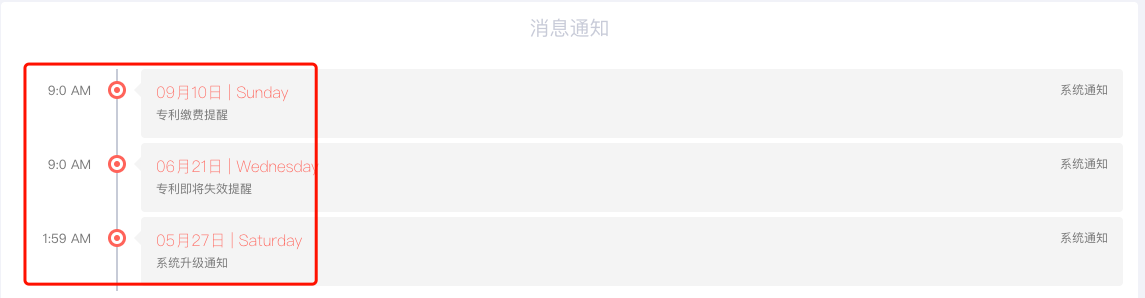 消息通知
9:0 AM
09月10日 | Sunday
系统通知
专利缴费提醒
9:0 AM
06月21日 | Wednesday
系统通知
专利即将失效提醒
1:59 AM
05月27日 | Saturday
系统通知
系统升级通知